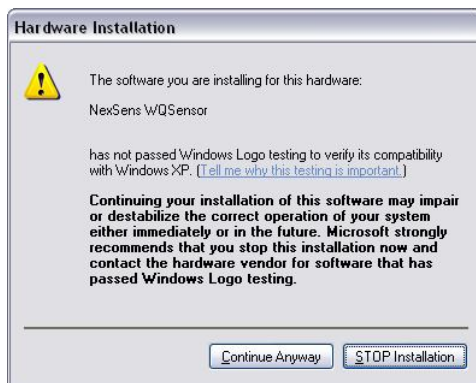 Hardware Installation
The software you are installing for this hardware:
NexSens WQSensor
has not passed Windows Logo testing to verify its compatibility
with Windows XP. (Tell me why this testing is important.)
Continuing your installation of this software may impair
or destabilize the correct operation of your system
either immediately or in the future. Microsoft strongly
recommends that you stop this installation now and
contact the hardware vendor for software that has
passed Windows Logo testing.
Continue Anyway
STOP Installation